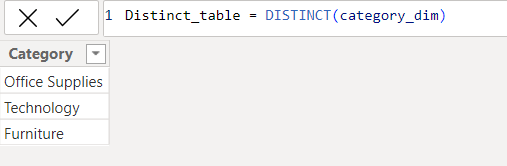 1 Distinct_table = DISTINCT(category_dim)
Category
Office Supplies
Technology
Furniture